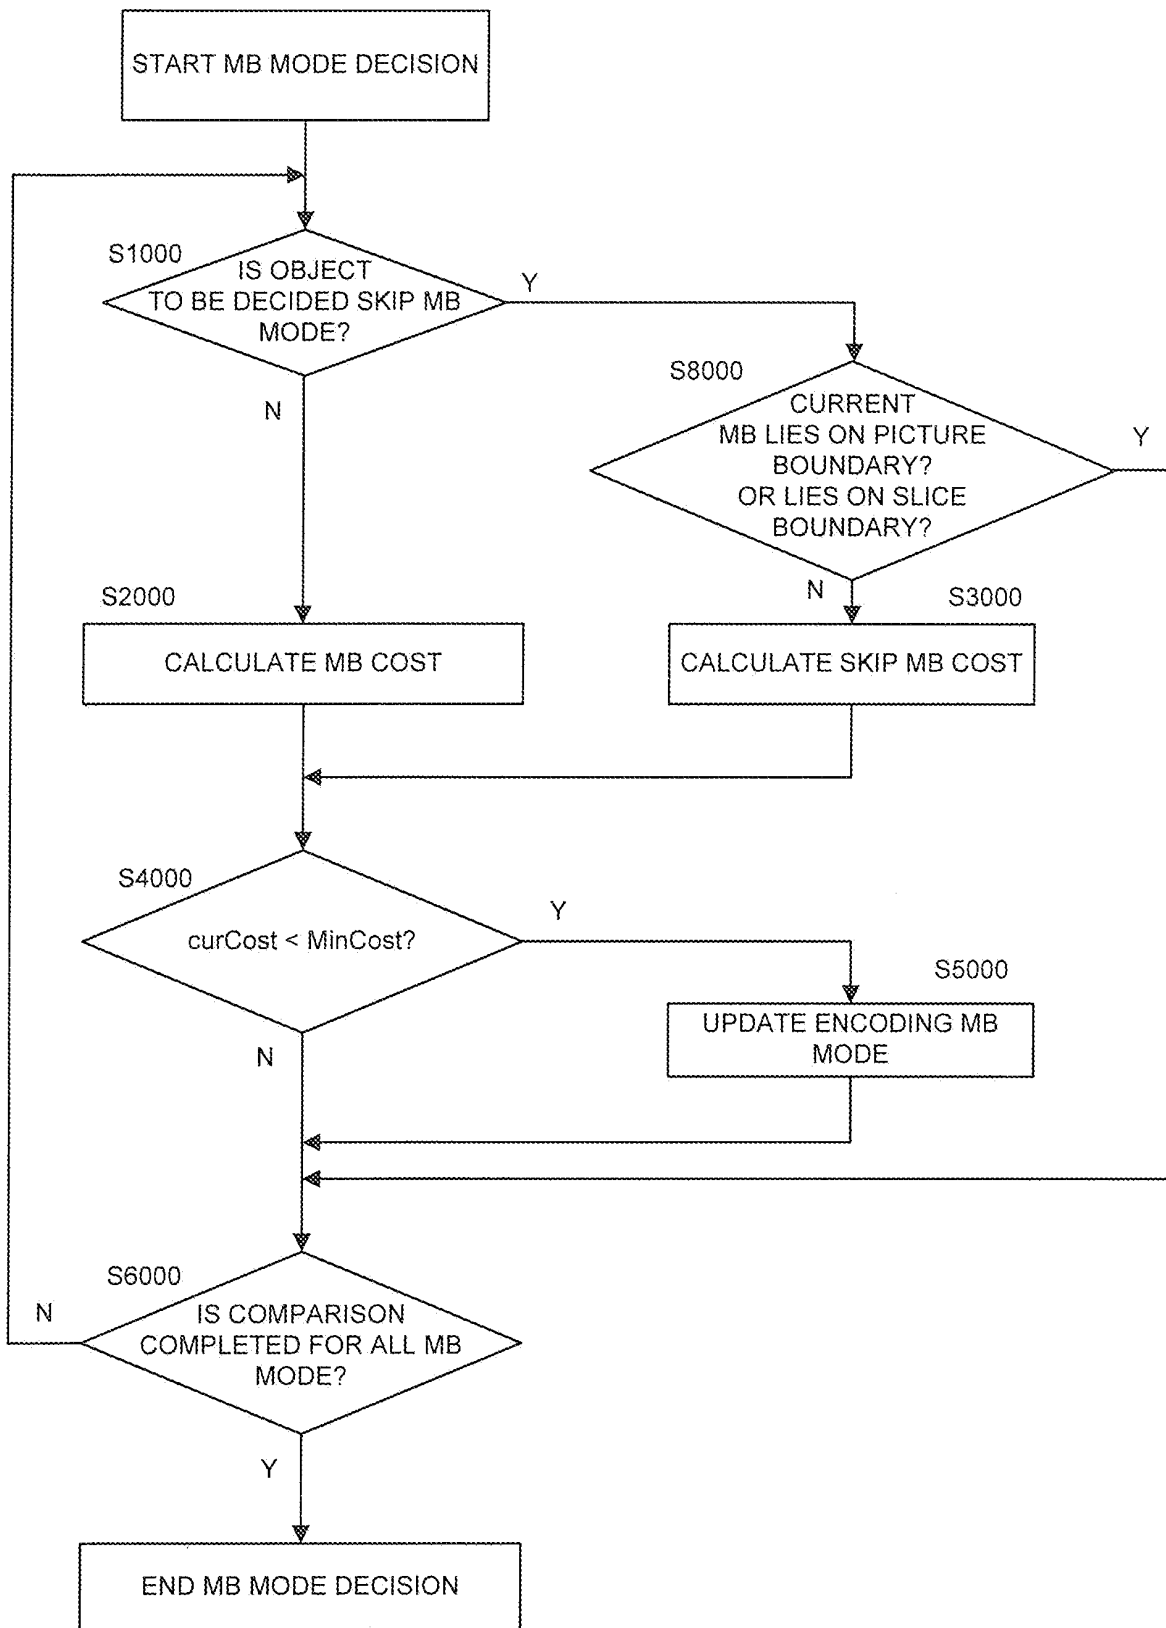 START MB MODE DECISION
S1000
IS OBJECT
TO BE DECIDED SKIP MB
MODE?
Y
N
S8000
CURRENT
MB LIES ON PICTURE
BOUNDARY?
OR LIES ON SLICE
BOUNDARY?
Y
N
S2000
CALCULATE MB COST
S3000
CALCULATE SKIP MB COST
S4000
curCost < MinCost?
Y
N
S5000
UPDATE ENCODING MB
MODE
S6000
IS COMPARISON
COMPLETED FOR ALL MB
MODE?
N
Y
END MB MODE DECISION